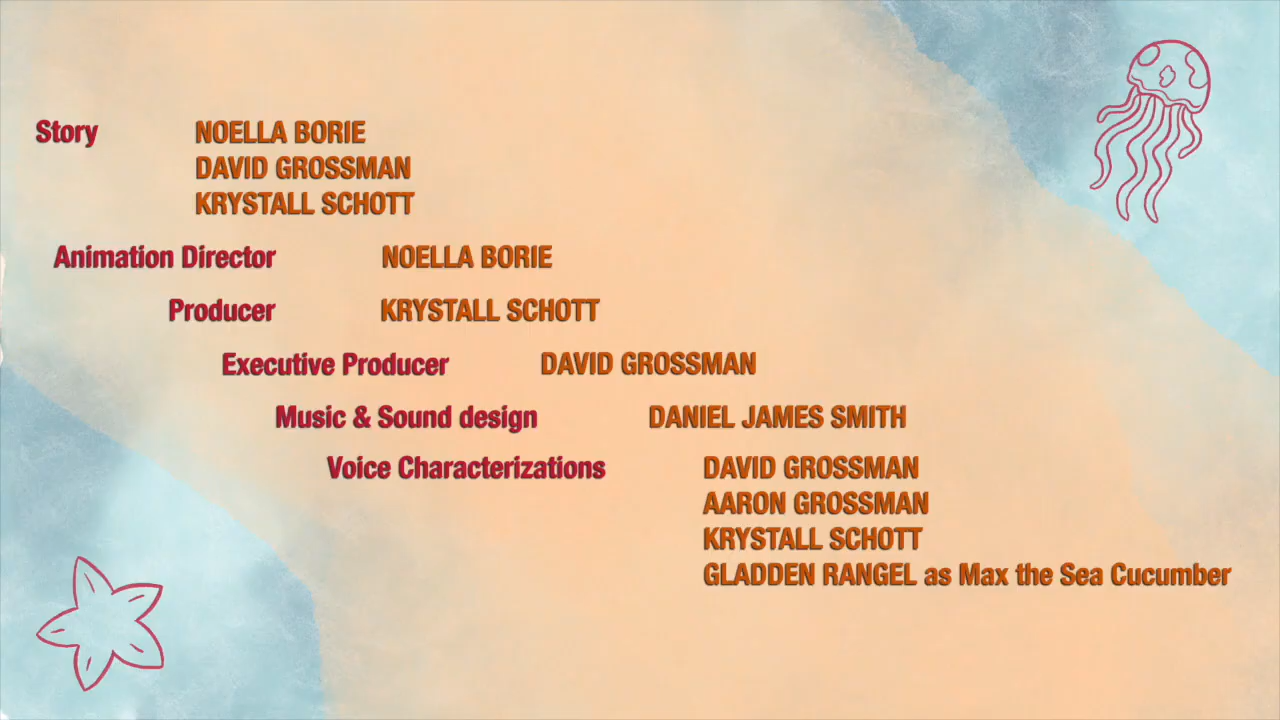 Story NOELLA BORIE
DAVID GROSSMAN
KRYSTALL SCHOTT
Animation Director NOELLA BORIE
Producer KRYSTALL SCHOTT
Executive Producer DAVID GROSSMAN
Music & Sound design DANIEL JAMES SMITH
Voice Characterizations DAVID GROSSMAN
AARON GROSSMAN
KRYSTALL SCHOTT
GLADDEN RANGEL as Max the Sea Cucumber